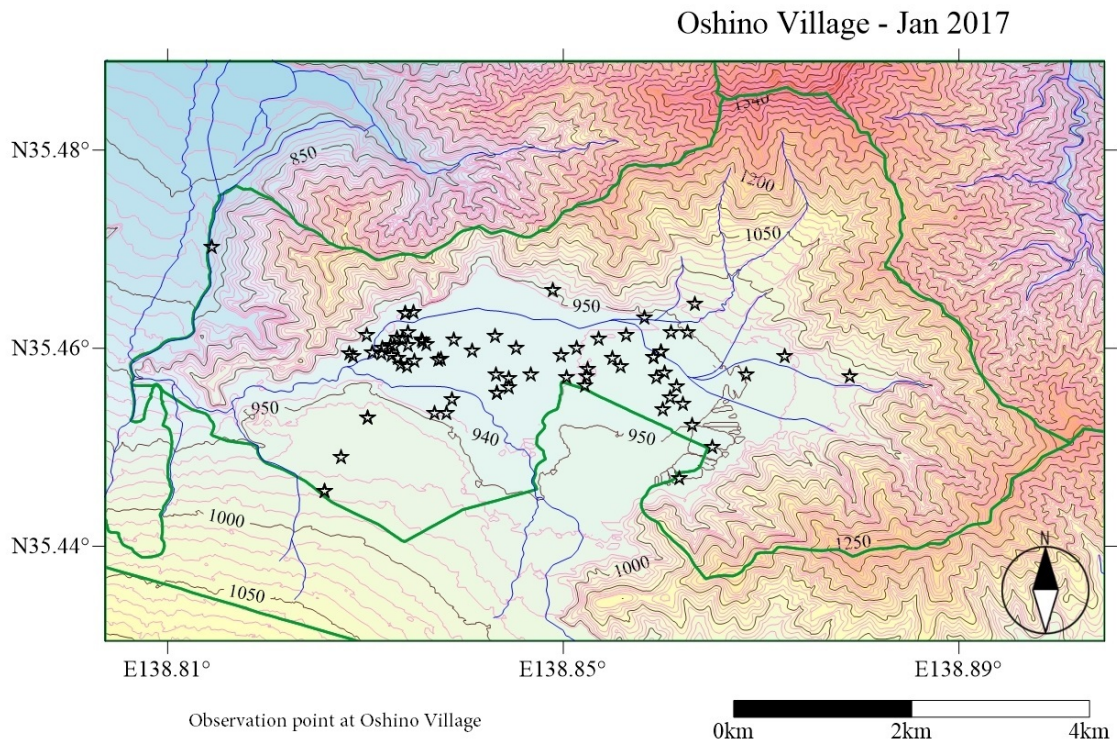 Oshino Village - Jan 2017
1340
N35.48°
850
1200
1050
950
N35.46°
950
940
950
1000
N35.44°
1250
1000
1050
N
E138.81°
E138.85°
E138.89°
Observation point at Oshino Village
0km
2km
4km